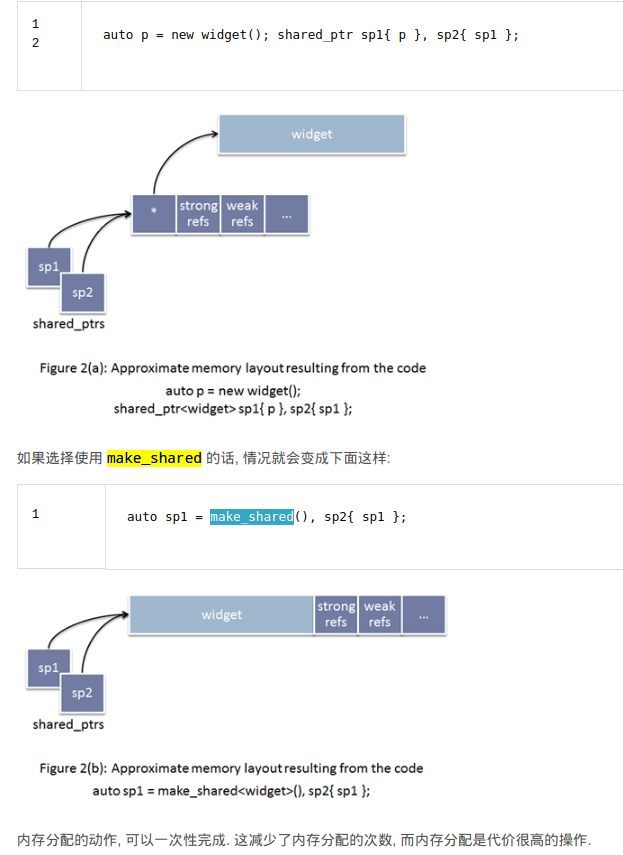 1
2
auto p = new widget(); shared_ptr sp1{ p }, sp2{ sp1 };
widget
*
strong
refs
weak
refs
...
sp1
sp2
shared_ptrs
Figure 2(a): Approximate memory layout resulting from the code
auto p = new widget();
shared_ptr<widget> sp1{ p }, sp2{ sp1 };
如果选择使用 make_shared 的话, 情况就会变成下面这样:
1
auto sp1 = make_shared(), sp2{ sp1 };
widget
strong
refs
weak
refs
...
sp1
sp2
shared_ptrs
Figure 2(b): Approximate memory layout resulting from the code
auto sp1 = make_shared<widget>(), sp2{ sp1 };
内存分配的动作, 可以一次性完成. 这减少了内存分配的次数, 而内存分配是代价很高的操作.